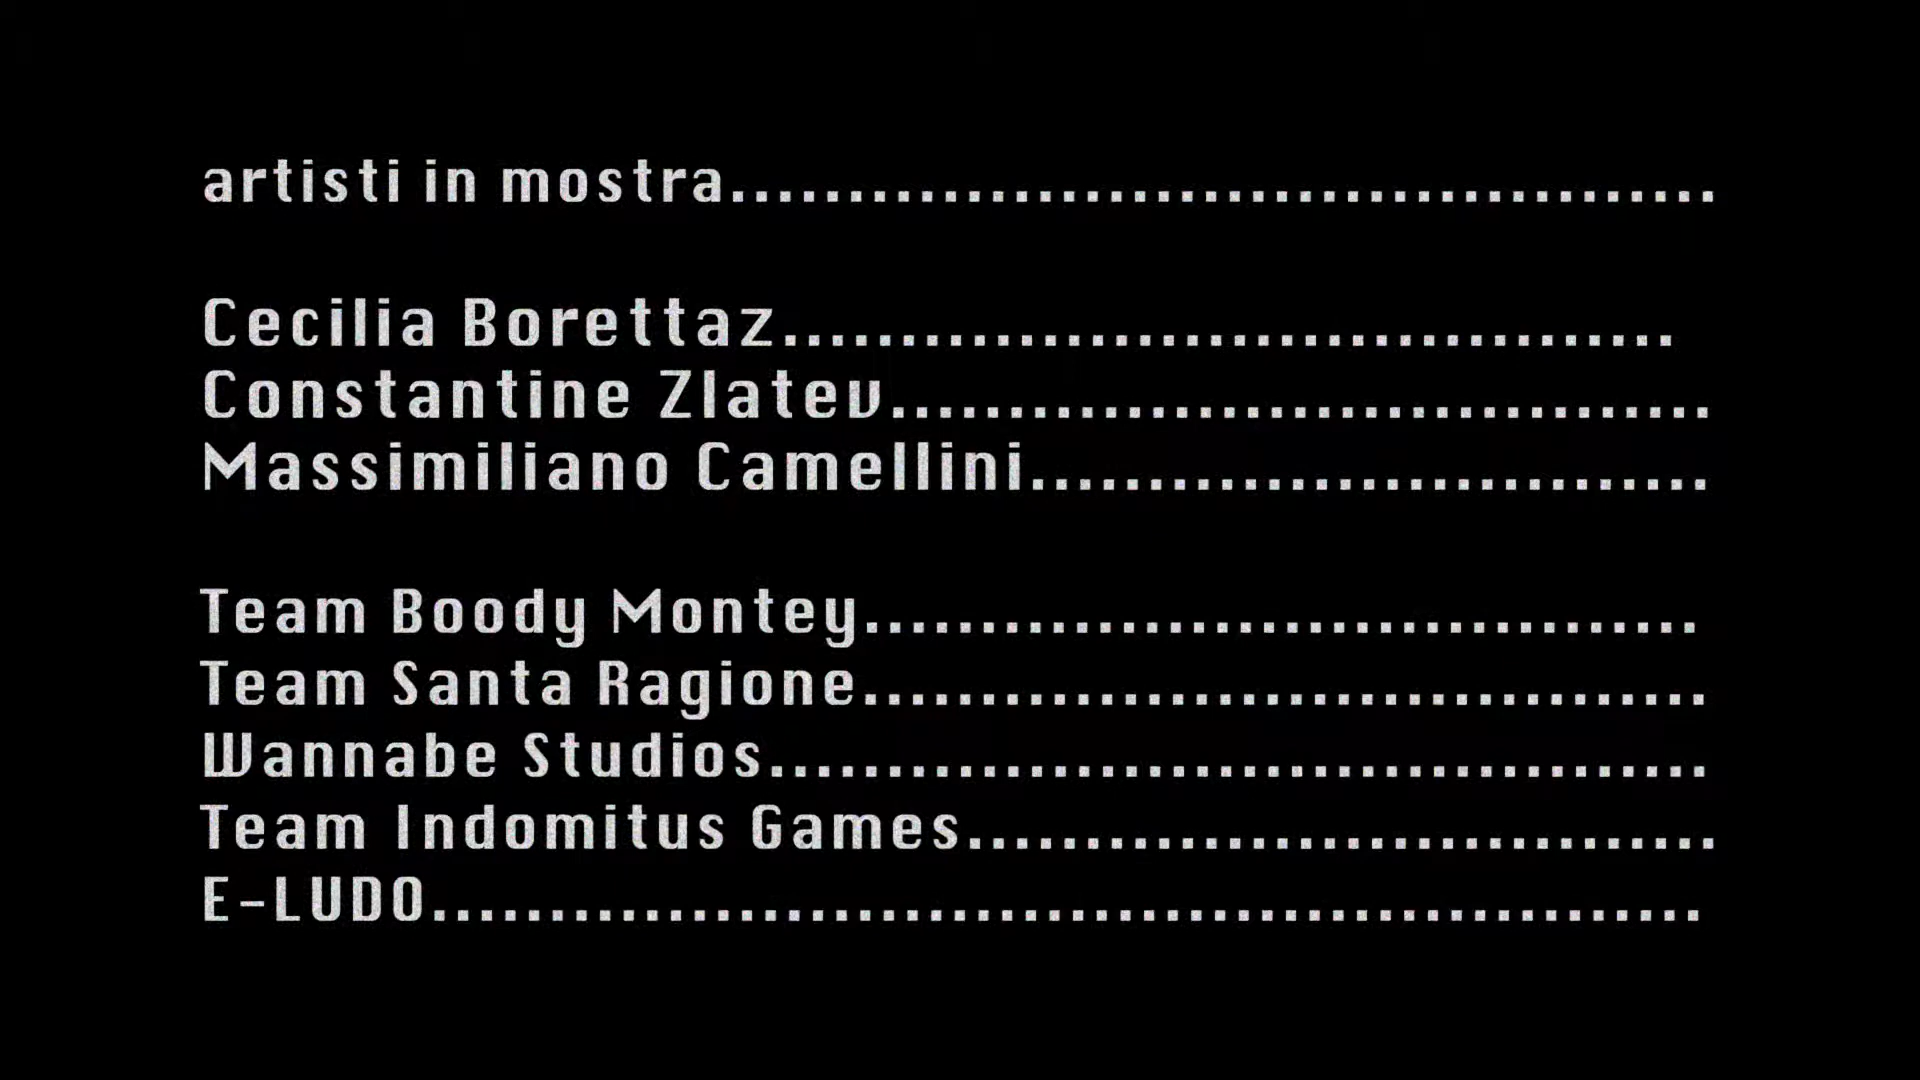 artisti in mostra...........................................
Cecilia Borettaz......................................
Constantine Zlatev...................................
Massimiliano Camellini.............................
Team Boody Montey....................................
Team Santa Ragione....................................
Wannabe Studios........................................
Team Indomitus Games................................
E-LUDO......................................................